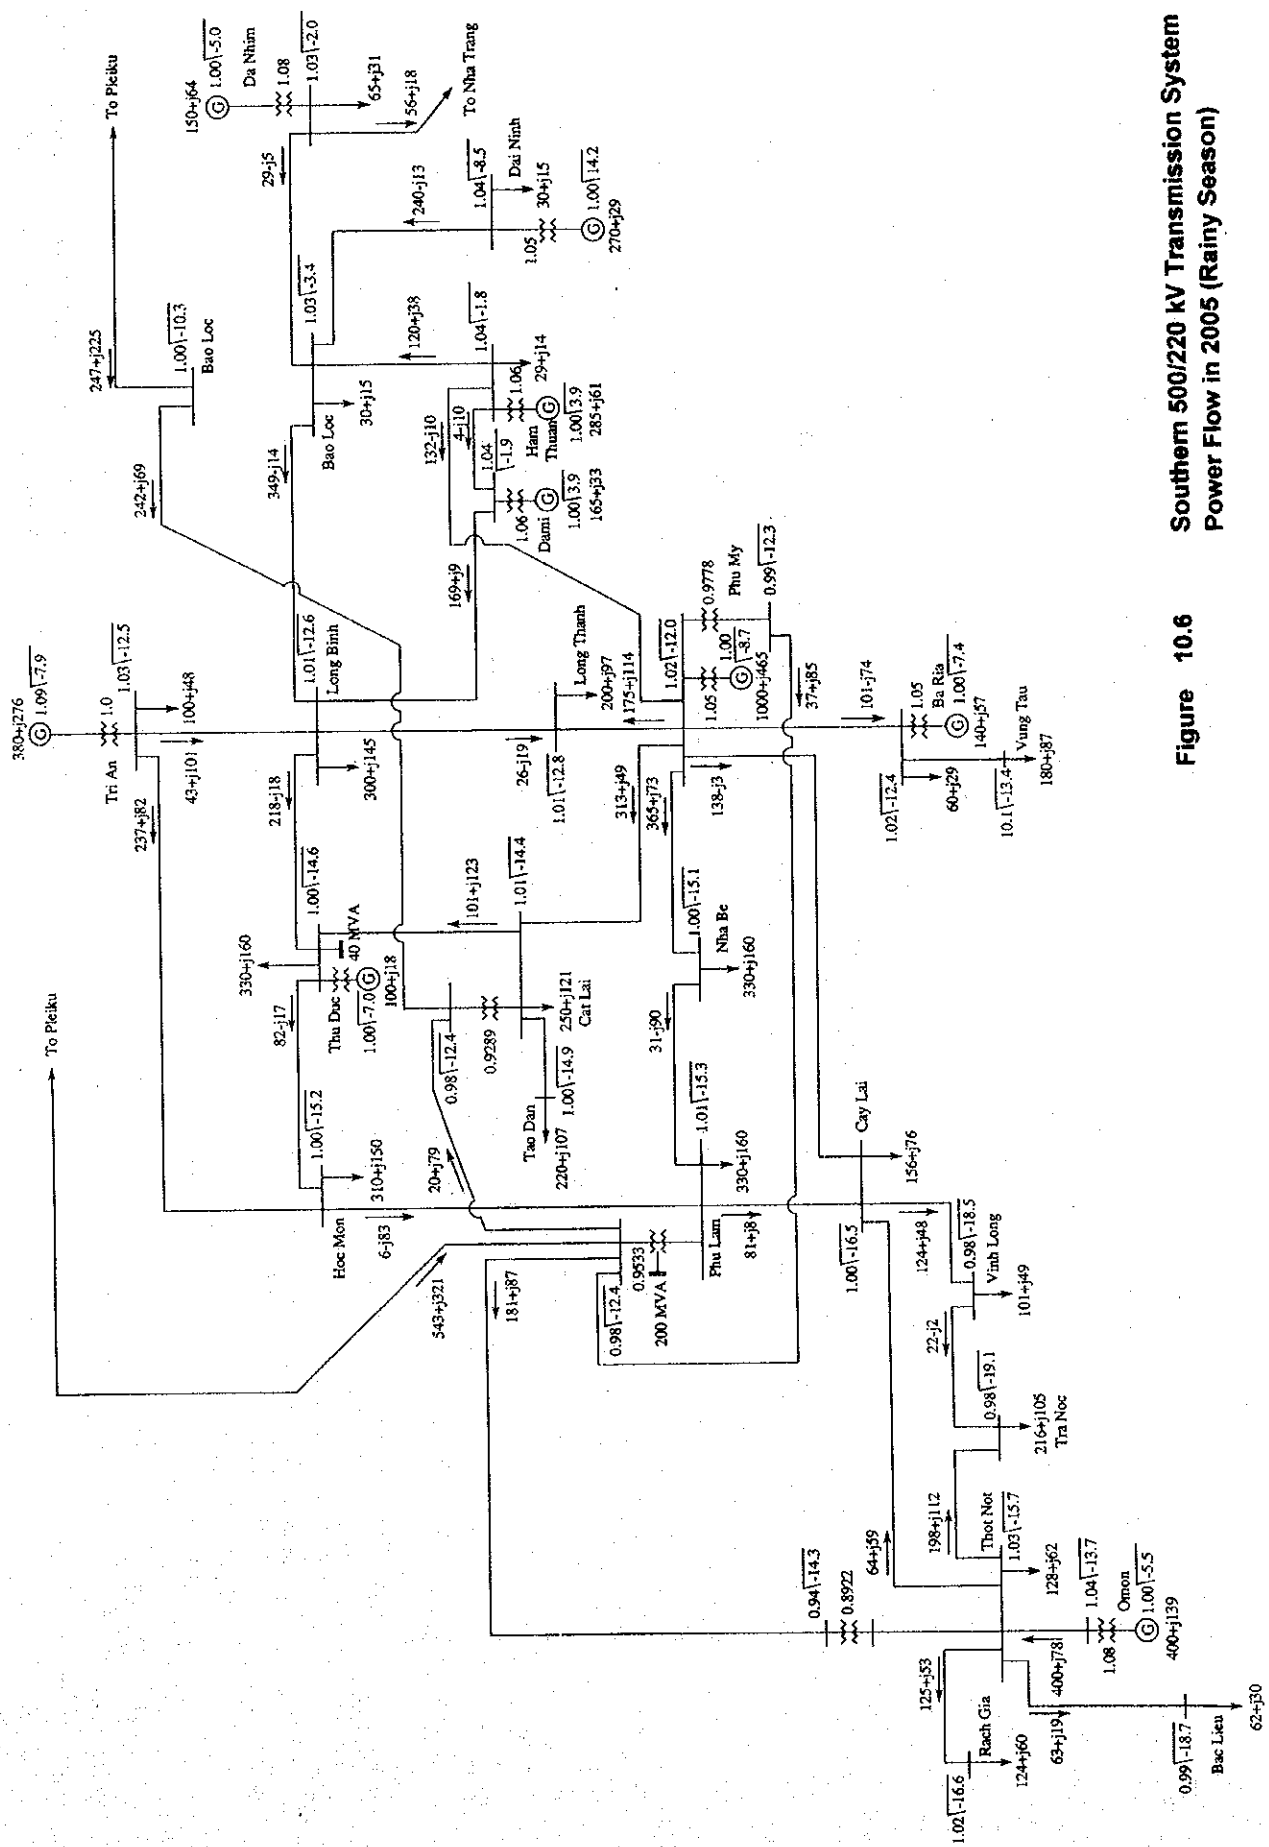 To Pleiku
150+j64
G
1.00 -5.0
Da Nhim
1.08
1.03 -2.0
65+j31
56+j18
To Nha Trang
29-j5
240-j13
1.04 -8.5
Dai Ninh
30+j15
1.05
G
1.00 14.2
270+j29
247+j225
1.00 -10.3
Bao Loc
1.03 -3.4
120+j38
1.04 -1.8
29+j14
30+j15
Bao Loc
242+j69
349-j14
132-j10
4-j10
1.06
Ham
Thuan
G
1.00 3.9
285+j61
1.04
-1.9
1.06
Dami
G
1.00 3.9
165+j33
169+j9
380+j276
G
1.09 -7.9
1.0
Tri An
1.03 -12.5
100+j48
43+j101
237+j82
1.01 -12.6
Long Binh
300+j145
218-j18
26-j19
Long Thanh
200+j97
1.01 -12.8
175+j114
1.02 -12.0
0.9778
Phu My
0.99 -12.3
1.00
-8.7
1.05
G
1000+j465
37+j85
313+j49
365+j73
138-j3
101-j74
1.05
Ba Ria
G
1.00 -7.4
140+j57
1.02 -12.4
60+j29
10.1 -13.4
Vung Tau
180+j87
1.00 -14.6
330+j160
40 MVA
82-j17
Thu Duc
1.00 -7.0
G
100+j18
101+j123
1.01 -14.4
0.98 -12.4
0.9289
250+j121
Cat Lai
1.00 -14.9
Tao Dan
220+j107
1.00 -15.1
Nha Be
330+j160
31-j90
To Pleiku
1.00 -15.2
310+j150
Hoc Mon
6-j83
20+j79
543+j321
181+j87
0.98 -12.4
0.9533
200 MVA
Phu Lam
1.01 -15.3
330+j160
81+j8
Cay Lai
156+j76
1.00 -16.5
124+j48
0.98 -18.5
Vinh Long
101+j49
22-j2
0.98 -19.1
216+j105
Tra Noc
198+j112
Thot Not
1.03 -15.7
128+j62
64+j59
0.94 -14.3
0.8922
1.04 -13.7
Omon
1.08
G
1.00 -5.5
400+j139
400+j78
125+j53
Rach Gia
124+j60
1.02 -16.6
63+j19
0.99 -18.7
Bac Lieu
62+j30
Figure 10.6 Southern 500/220 kV Transmission System
Power Flow in 2005 (Rainy Season)